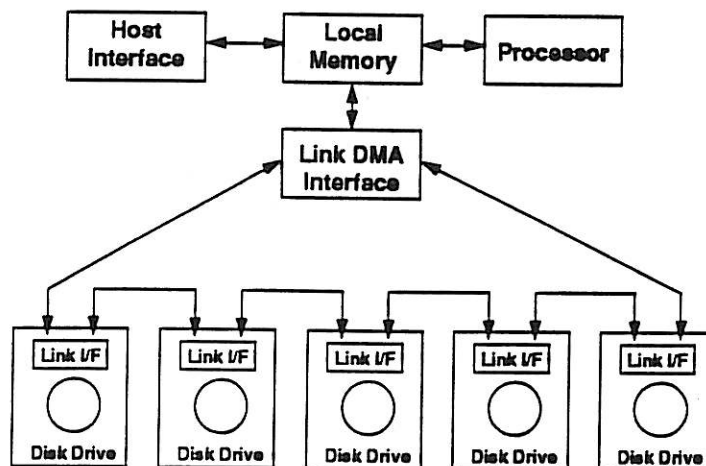 Host
Interface
Local
Memory
Processor
Link DMA
Interface
Link I/F
Link I/F
Link I/F
Link I/F
Link I/F
Disk Drive
Disk Drive
Disk Drive
Disk Drive
Disk Drive